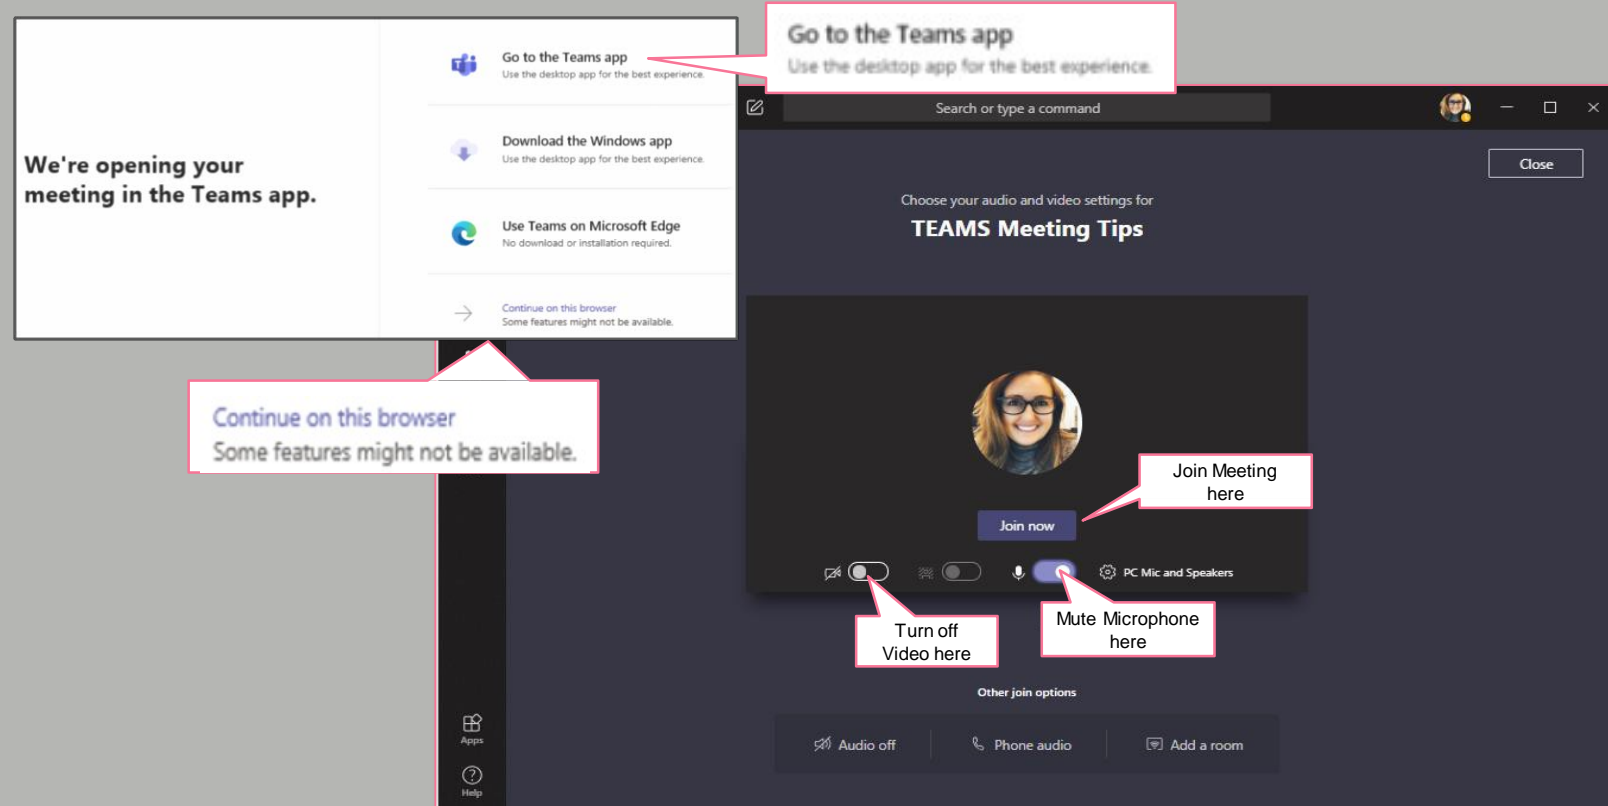 We're opening your
meeting in the Teams app.
Go to the Teams app
Use the desktop app for the best experience.
Download the Windows app
Use the desktop app for the best experience.
Use Teams on Microsoft Edge
No download or installation required.
Continue on this browser
Some features might not be available.
Go to the Teams app
Use the desktop app for the best experience.
Continue on this browser
Some features might not be available.
Search or type a command
Close
Choose your audio and video settings for
TEAMS Meeting Tips
Join Meeting
here
Join now
PC Mic and Speakers
Turn off
Video here
Mute Microphone
here
Other join options
Audio off
Phone audio
Add a room
Apps
Help